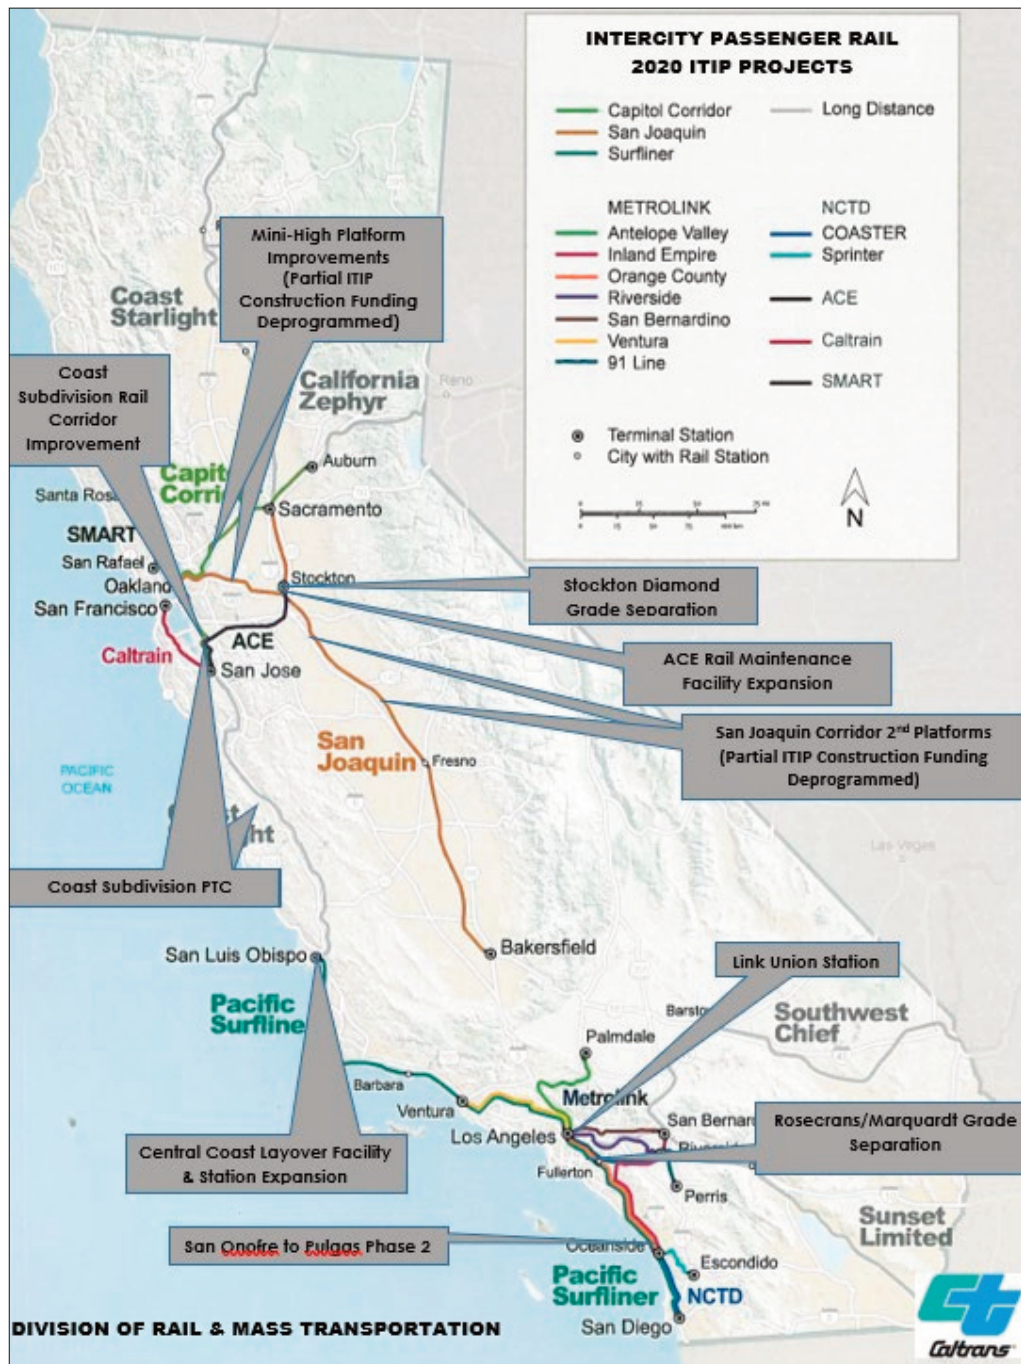 INTERCITY PASSENGER RAIL
2020 ITIP PROJECTS
Capitol Corridor
San Joaquin
Surfliner
Long Distance
METROLINK
Antelope Valley
Inland Empire
Orange County
Riverside
San Bernardino
Ventura
91 Line
NCTD
COASTER
Sprinter
ACE
Caltrain
SMART
Terminal Station
City with Rail Station
N
Mini-High Platform
Improvements
(Partial ITIP
Construction Funding
Deprogrammed)
Coast
Starlight
Coast
Subdivision Rail
Corridor
Improvement
California
Zephyr
Reno
Auburn
Santa Ros
Sacramento
SMART
San Rafael
Oakland
San Francisco
Stockton
Stockton Diamond
Grade Separation
Caltrain
ACE
San Jose
ACE Rail Maintenance
Facility Expansion
San Joaquin Corridor 2nd Platforms
(Partial ITIP Construction Funding
Deprogrammed)
San
Joaquin
Fresno
PACIFIC
OCEAN
Las Vegas
Coast Subdivision PTC
San Luis Obispo
Bakersfield
Link Union Station
Pacific
Surfline
Barsto
Southwest
Chief
Palmdale
Barbara
Ventura
Metrolink
Los Angeles
San Bernar
Rosecrans/Marquardt Grade
Separation
Fullerton
Perris
Central Coast Layover Facility
& Station Expansion
Sunset
Limited
San Onofre to Pulgas Phase 2
Oceanside
Escondido
Pacific
Surfliner
NCTD
San Diego
DIVISION OF RAIL & MASS TRANSPORTATION
Caltrans